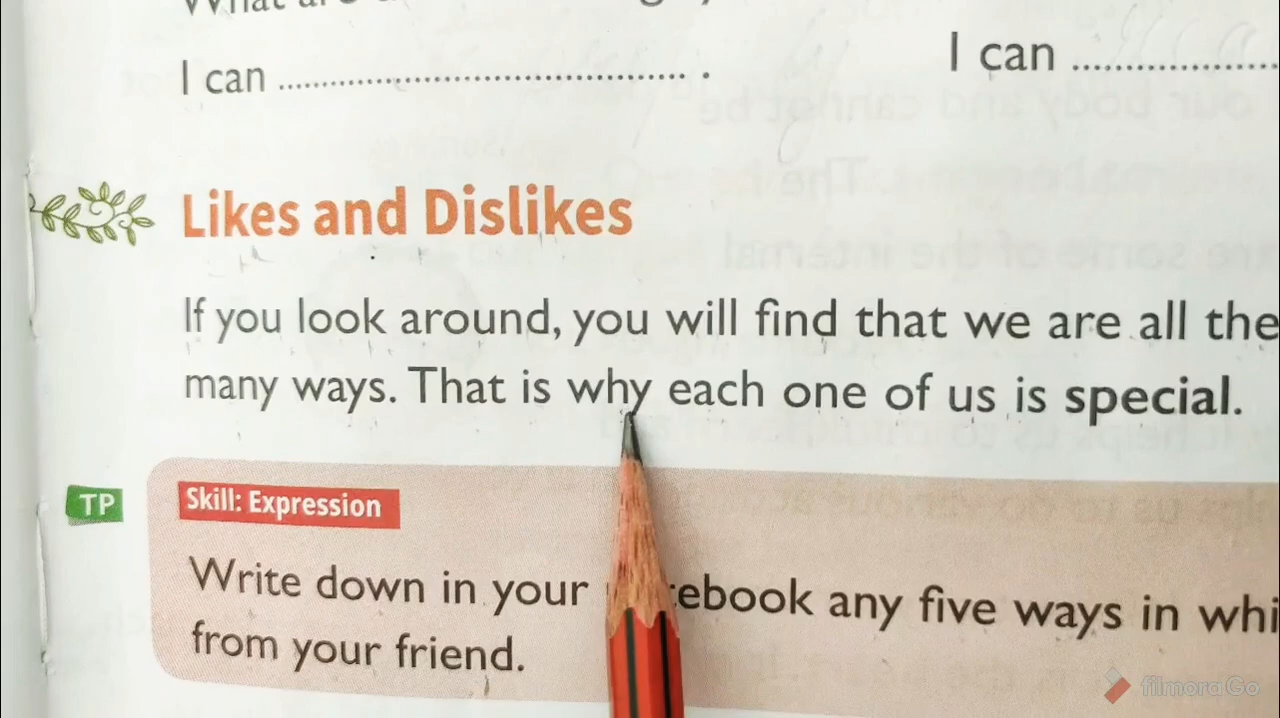 I can .................................................. .
I can ..................
Likes and Dislikes
If you look around, you will find that we are all the
many ways. That is why each one of us is special.
TP
Skill: Expression
Write down in your any five ways in
from your friend.
filmoraGo